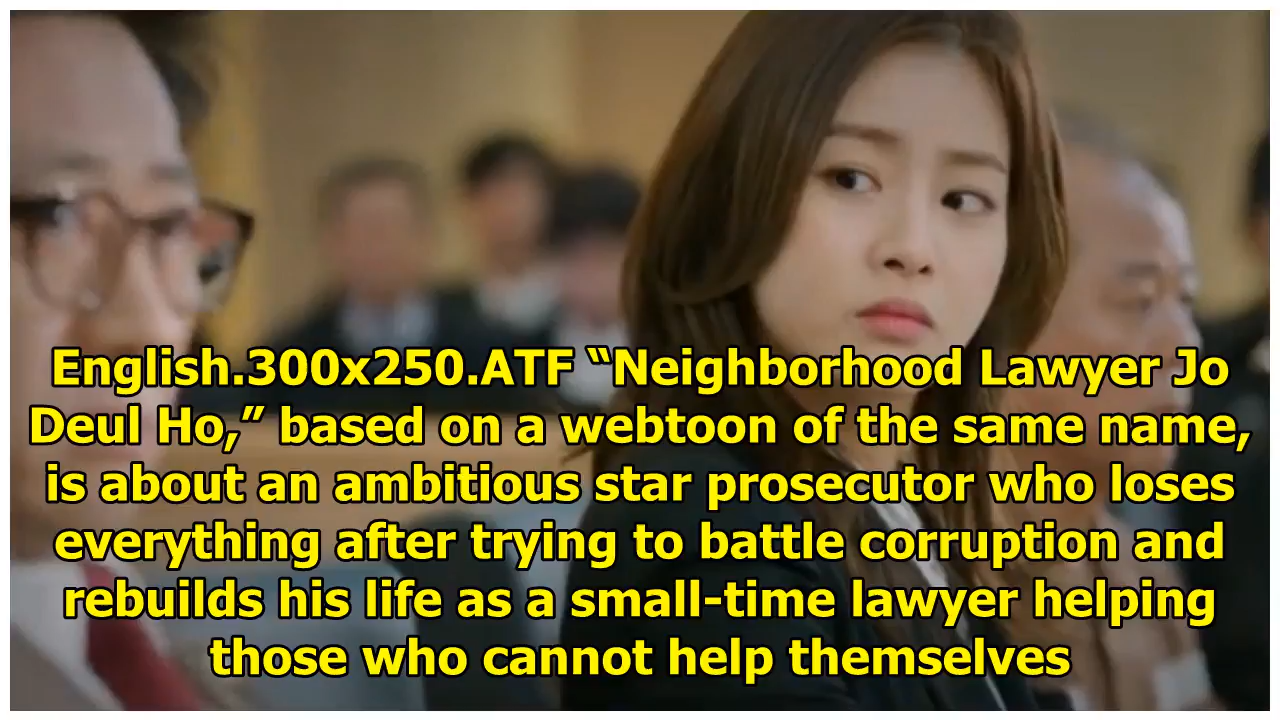 English.300x250.ATF “Neighborhood Lawyer Jo
Deul Ho,” based on a webtoon of the same name,
is about an ambitious star prosecutor who loses
everything after trying to battle corruption and
rebuilds his life as a small-time lawyer helping
those who cannot help themselves